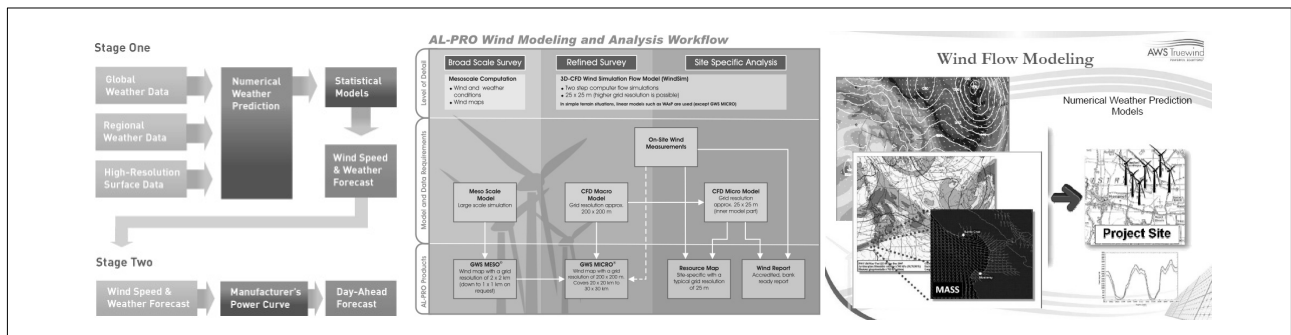 Stage One
Global
Weather Data
Regional
Weather Data
High-Resolution
Surface Data
Numerical
Weather
Prediction
Statistical
Models
Wind Speed
& Weather
Forecast
Stage Two
Wind Speed &
Weather Forecast
Manufacturer's
Power Curve
Day-Ahead
Forecast
AL-PRO Wind Modeling and Analysis Workflow
Level of Detail
Broad Scale Survey
Refined Survey
Site Specific Analysis
Mesoscale Computation
• Wind and weather
conditions
• Wind maps
3D-CFD Wind Simulation Flow Model (WindSim)
• Two step computer flow simulations
• 25 x 25 m (higher grid resolution is possible)
In simple terrain situations, linear models such as WAsP are used (except GWS MICRO)
Model and Data Requirements
On-Site Wind
Measurements
Meso Scale
Model
Large scale simulation
CFD Macro
Model
Grid resolution approx.
200 x 200 m
CFD Micro Model
Grid resolution
approx. 25 x 25 m
(inner model part)
AL-PRO Products
GWS MESO
Wind map with a grid
resolution of 2 x 2 km
(down to 1 x 1 km on
request)
GWS MICRO
Wind map with a grid
resolution of 200 x 200 m.
Covers 20 x 20 km to
30 x 30 km
Resource Map
Site-specific with a
typical grid resolution
of 25 m
Wind Report
Accredited, bank
ready report
AWS Truewind
Wind Flow Modeling
Numerical Weather Prediction
Models
MASS
Project Site